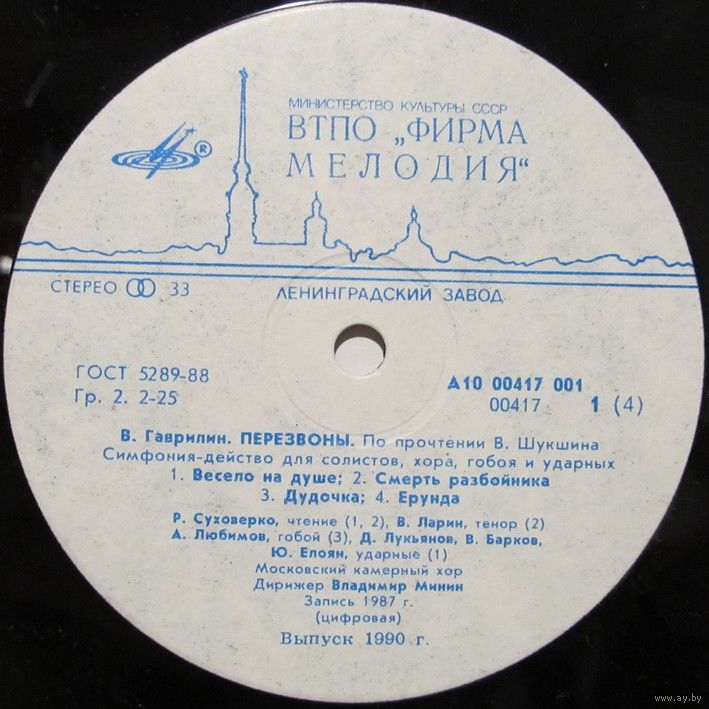 МИНИСТЕРСТВО КУЛЬТУРЫ СССР
ВТПО „ФИРМА
МЕЛОДИЯ“
®
СТЕРЕО 33
ЛЕНИНГРАДСКИЙ ЗАВОД
ГОСТ 5289-88
Гр. 2. 2-25
А10 00417 001
00417 1 (4)
В. Гаврилин. ПЕРЕЗВОНЫ. По прочтении В. Шукшина
Симфония-действо для солистов, хора, гобоя и ударных
1. Весело на душе; 2. Смерть разбойника
3. Дудочка; 4. Ерунда
Р. Суховерко, чтение (1, 2), В. Ларин, тенор (2)
А. Любимов, гобой (3), Д. Лукьянов, В. Барков,
Ю. Елоян, ударные (1)
Московский камерный хор
Дирижер Владимир Минин
Запись 1987 г.
(цифровая)
Выпуск 1990 г.
www.ay.by